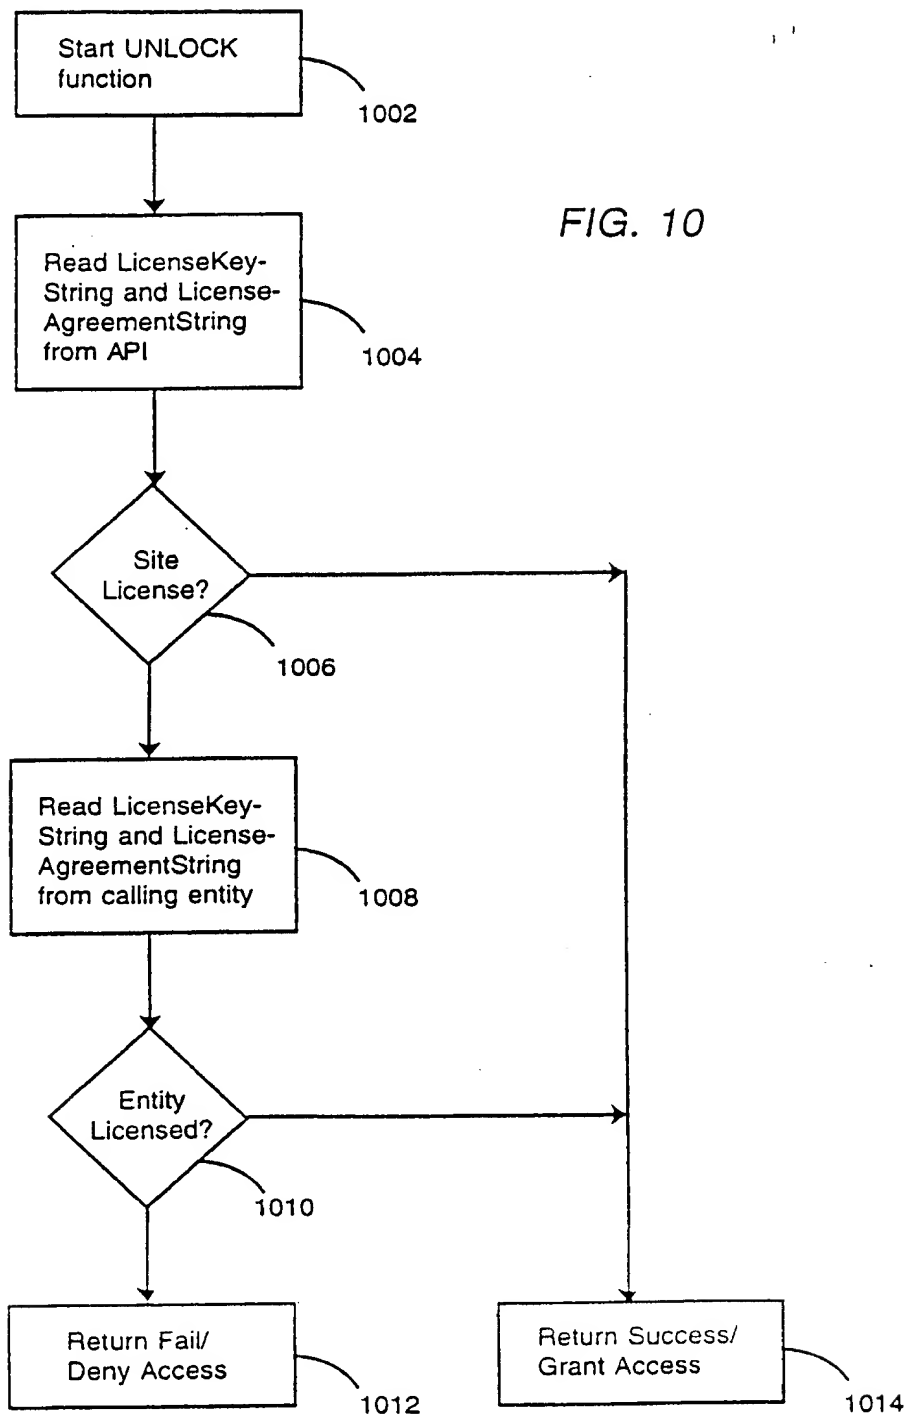 Start UNLOCK
function
1002
FIG. 10
Read LicenseKey-
String and License-
AgreementString
from API
1004
Site
License?
1006
Read LicenseKey-
String and License-
AgreementString
from calling entity
1008
Entity
Licensed?
1010
Return Fail/
Deny Access
1012
Return Success/
Grant Access
1014